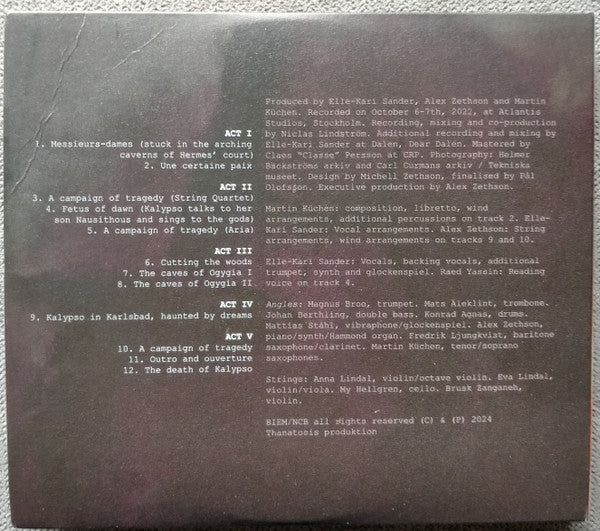 ACT I
1. Messieurs-dames (stuck in the arching
caverns of Hermes' court)
2. Une certaine paix
ACT II
3. A campaign of tragedy (String Quartet)
4. Fetus of dawn (Kalypso talks to her
son Nausithous and sings to the gods)
5. A campaign of tragedy (Aria)
ACT III
6. Cutting the woods
7. The caves of Ogygia I
8. The caves of Ogygia II
ACT IV
9. Kalypso in Karlsbad, haunted by dreams
ACT V
10. A campaign of tragedy
11. Outro and ouverture
12. The death of Kalypso
Produced by Elle-Kari Sander, Alex Zethson and Martin
Küchen. Recorded on October 6-7th, 2022, at Atlantis
Studios, Stockholm. Recording, mixing and co-production
by Niclas Lindström. Additional recording and mixing by
Elle-Kari Sander at Dalen, Dear Dalen. Mastered by
Claes "Classe" Persson at CRP. Photography: Helmer
Bäckströms arkiv and Carl Curmans arkiv / Tekniska
museet. Design by Michell Zethson, finalised by Pål
Olofsson. Executive production by Alex Zethson.
Martin Küchen: composition, libretto, wind
arrangements, additional percussions on track 2. Elle-
Kari Sander: Vocal arrangements. Alex Zethson: String
arrangements, wind arrangements on tracks 9 and 10.
Elle-Kari Sander: Vocals, backing vocals, additional
trumpet, synth and glockenspiel. Raed Yassin: Reading
voice on track 4.
Angles: Magnus Broo, trumpet. Mats Äleklint, trombone.
Johan Berthling, double bass. Konrad Agnas, drums.
Mattias Ståhl, vibraphone/glockenspiel. Alex Zethson,
piano/synth/Hammond organ. Fredrik Ljungkvist, baritone
saxophone/clarinet. Martin Küchen, tenor/soprano
saxophones.
Strings: Anna Lindal, violin/octave violin. Eva Lindal,
violin/viola. My Hellgren, cello. Brusk Zanganeh,
violin.
BIEM/NCB all rights reserved (C) & (P) 2024
Thanatosis produktion